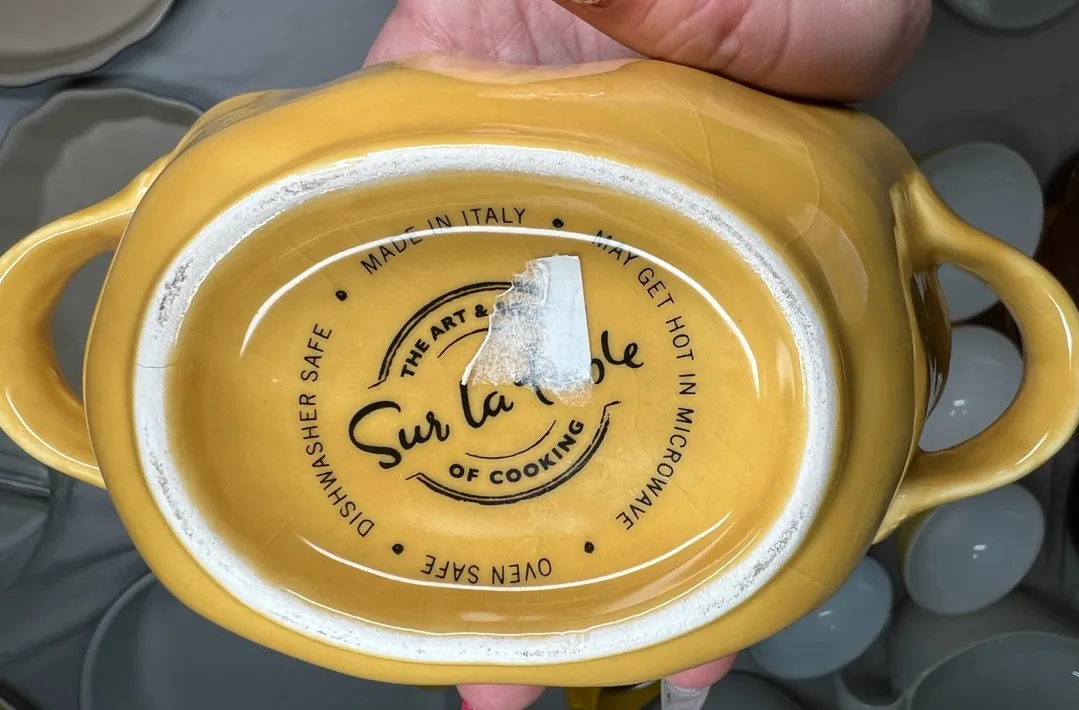 MADE IN ITALY
MAY GET HOT IN MICROWAVE
OVEN SAFE
DISHWASHER SAFE
THE ART &
Sur la
OF COOKING